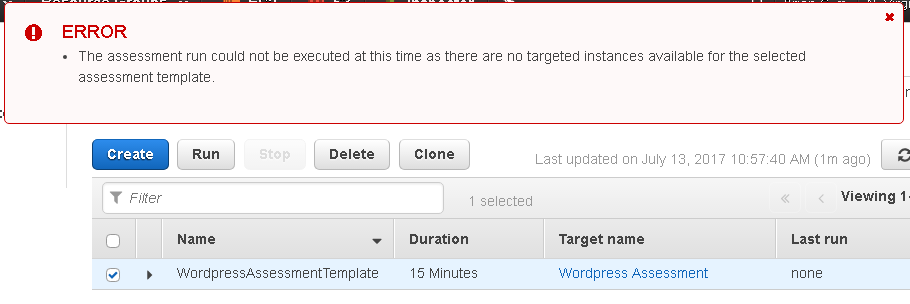 ERROR
The assessment run could not be executed at this time as there are no targeted instances available for the selected
assessment template.
Create Run Stop Delete Clone Last updated on July 13, 2017 10:57:40 AM (1m ago)
Filter 1 selected « ‹ Viewing 1
Name Duration Target name Last run
WordpressAssessmentTemplate 15 Minutes Wordpress Assessment none